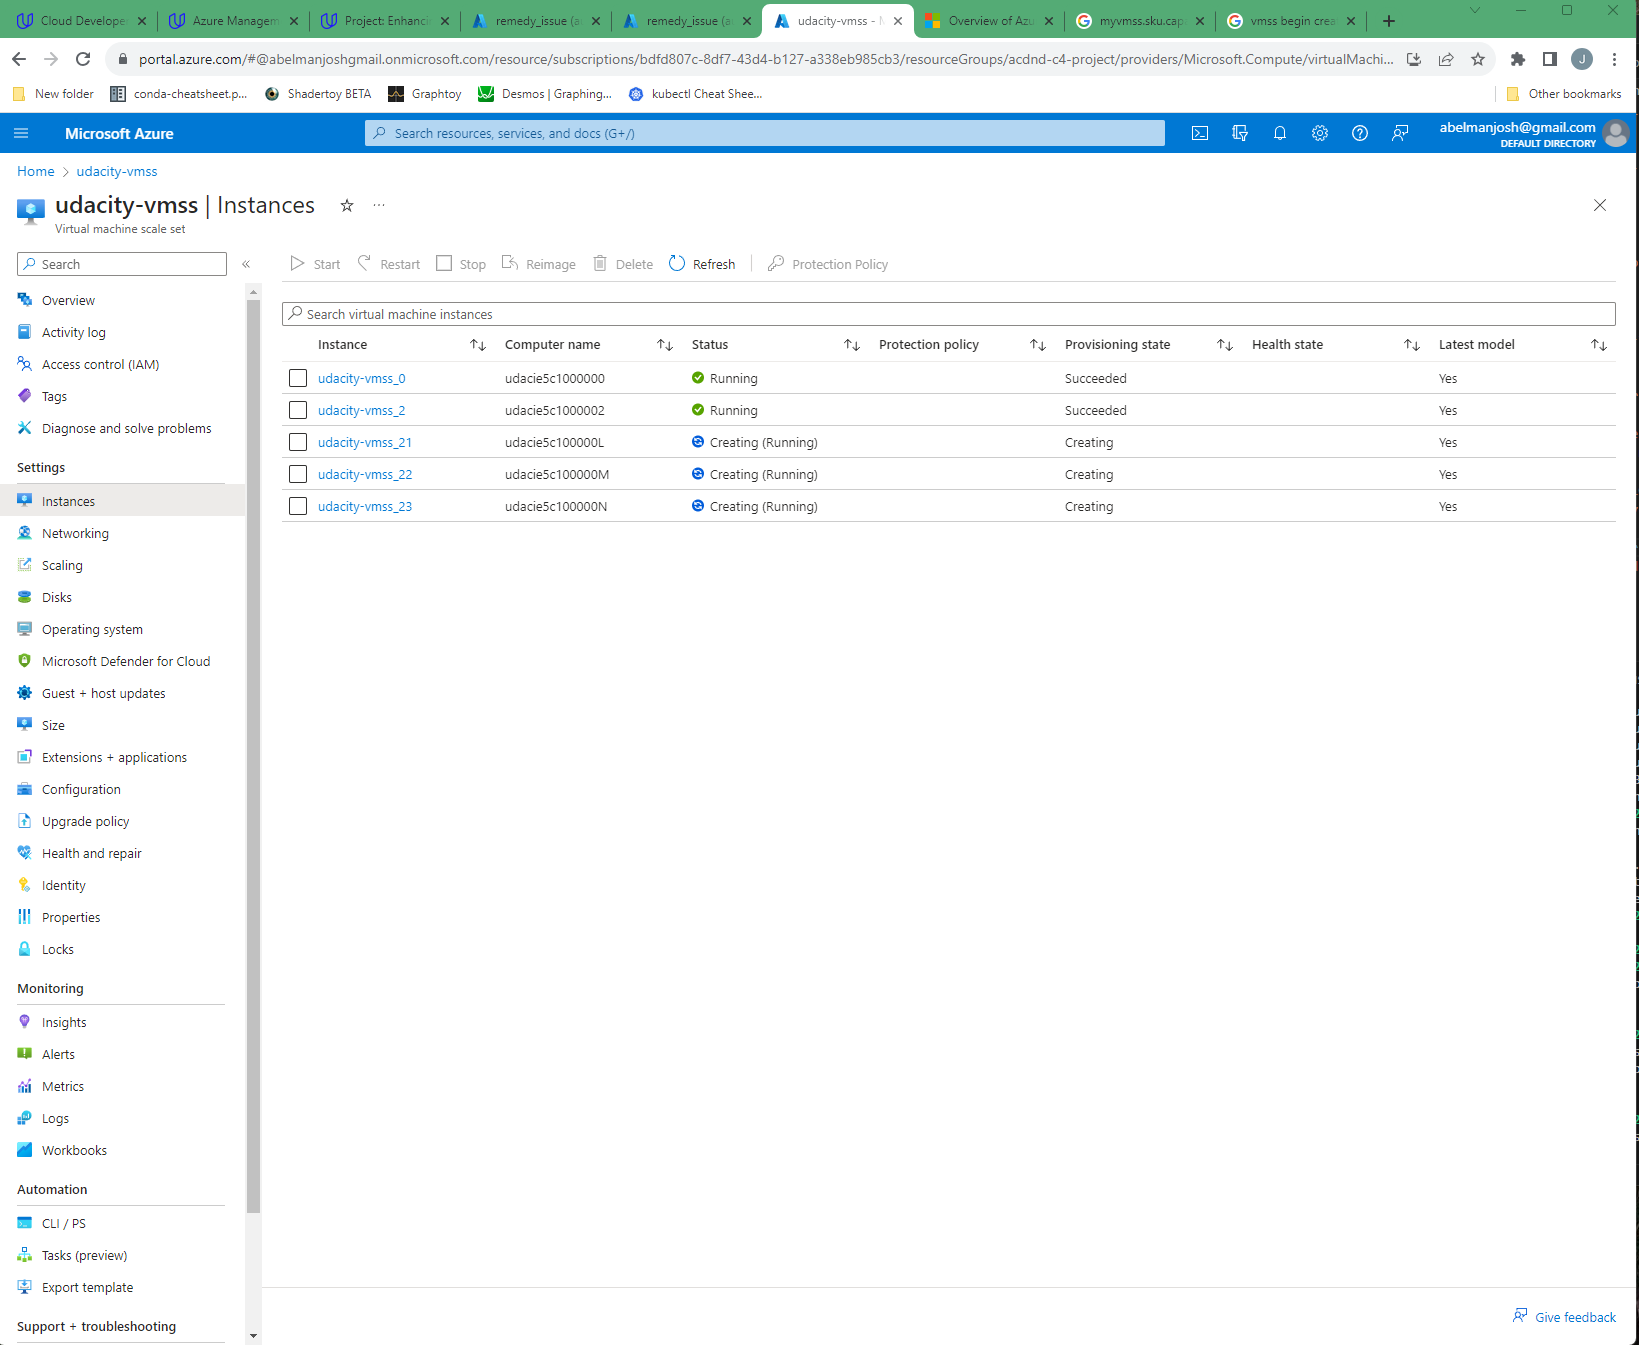 Cloud Develope
Azure Managem
Project: Enhanci
remedy_issue (a
remedy_issue (a
udacity-vmss - M
Overview of Azu
myvmss.sku.cap
vmss begin crea
portal.azure.com/#@abelmanjoshgmail.onmicrosoft.com/resource/subscriptions/bdfd807c-8df7-43d4-b127-a338eb985cb3/resourceGroups/acdnd-c4-project/providers/Microsoft.Compute/virtualMachi...
J
New folder
conda-cheatsheet.p...
Shadertoy BETA
Graphtoy
Desmos | Graphing...
kubectl Cheat Shee...
Other bookmarks
Microsoft Azure
Search resources, services, and docs (G+/)
abelmanjosh@gmail.com
DEFAULT DIRECTORY
Home > udacity-vmss
udacity-vmss | Instances
Virtual machine scale set
Search
Start
Restart
Stop
Reimage
Delete
Refresh
Protection Policy
Search virtual machine instances
Instance Computer name Status Protection policy Provisioning state Health state Latest model
udacity-vmss_0 udacie5c1000000 Running Succeeded Yes
udacity-vmss_2 udacie5c1000002 Running Succeeded Yes
udacity-vmss_21 udacie5c100000L Creating (Running) Creating Yes
udacity-vmss_22 udacie5c100000M Creating (Running) Creating Yes
udacity-vmss_23 udacie5c100000N Creating (Running) Creating Yes
Overview
Activity log
Access control (IAM)
Tags
Diagnose and solve problems
Settings
Instances
Networking
Scaling
Disks
Operating system
Microsoft Defender for Cloud
Guest + host updates
Size
Extensions + applications
Configuration
Upgrade policy
Health and repair
Identity
Properties
Locks
Monitoring
Insights
Alerts
Metrics
Logs
Workbooks
Automation
CLI / PS
Tasks (preview)
Export template
Support + troubleshooting
Give feedback